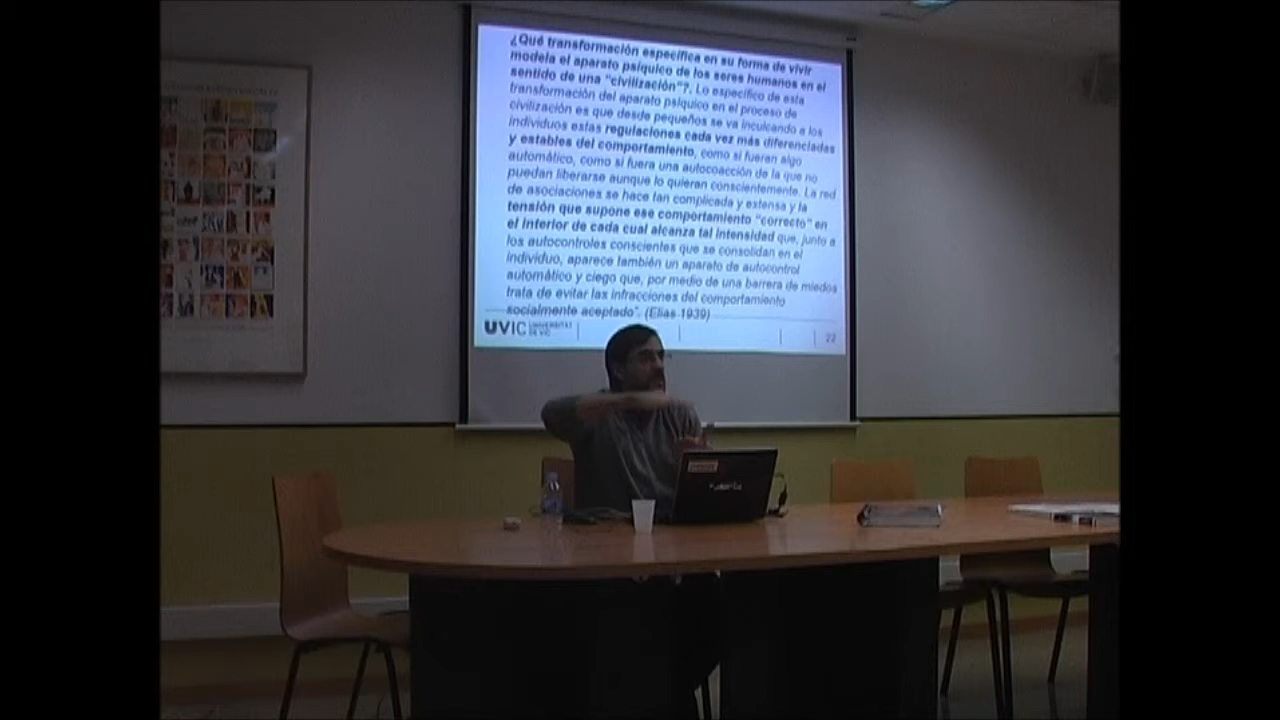 ¿Qué transformación específica en su forma de vivir
modela el aparato psíquico de los seres humanos en el
sentido de una "civilización"?. Lo específico de esta
transformación del aparato psíquico en el proceso de
civilización es que desde pequeños se va inculcando a los
individuos estas regulaciones cada vez más diferenciadas
y estables del comportamiento, como si fueran algo
automático, como si fuera una autocoacción de la que no
puedan liberarse aunque lo quieran conscientemente. La red
de asociaciones se hace tan complicada y extensa y la
tensión que supone ese comportamiento "correcto" en
el interior de cada cual alcanza tal intensidad que, junto a
los autocontroles conscientes que se consolidan en el
individuo, aparece también un aparato de autocontrol
automático y ciego que, por medio de una barrera de miedos
trata de evitar las infracciones del comportamiento
socialmente aceptado". (Elias 1939)
UVIC UNIVERSITAT
DE VIC
22